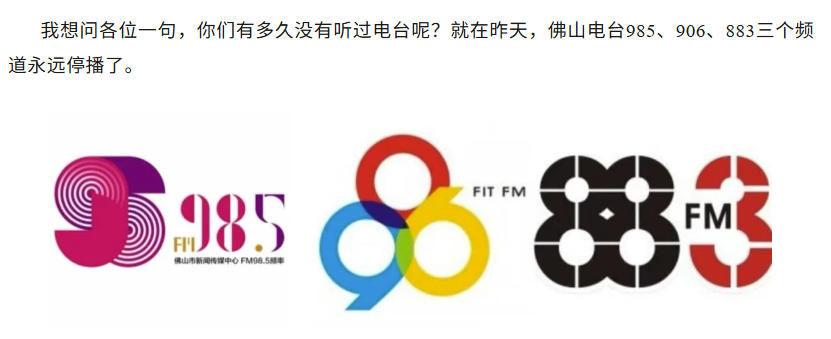 我想问各位一句，你们有多久没有听过电台呢？就在昨天，佛山电台985、906、883三个频
道永远停播了。
FM98.5
佛山市新闻传媒中心 FM98.5频率
906
FIT FM
883
FM